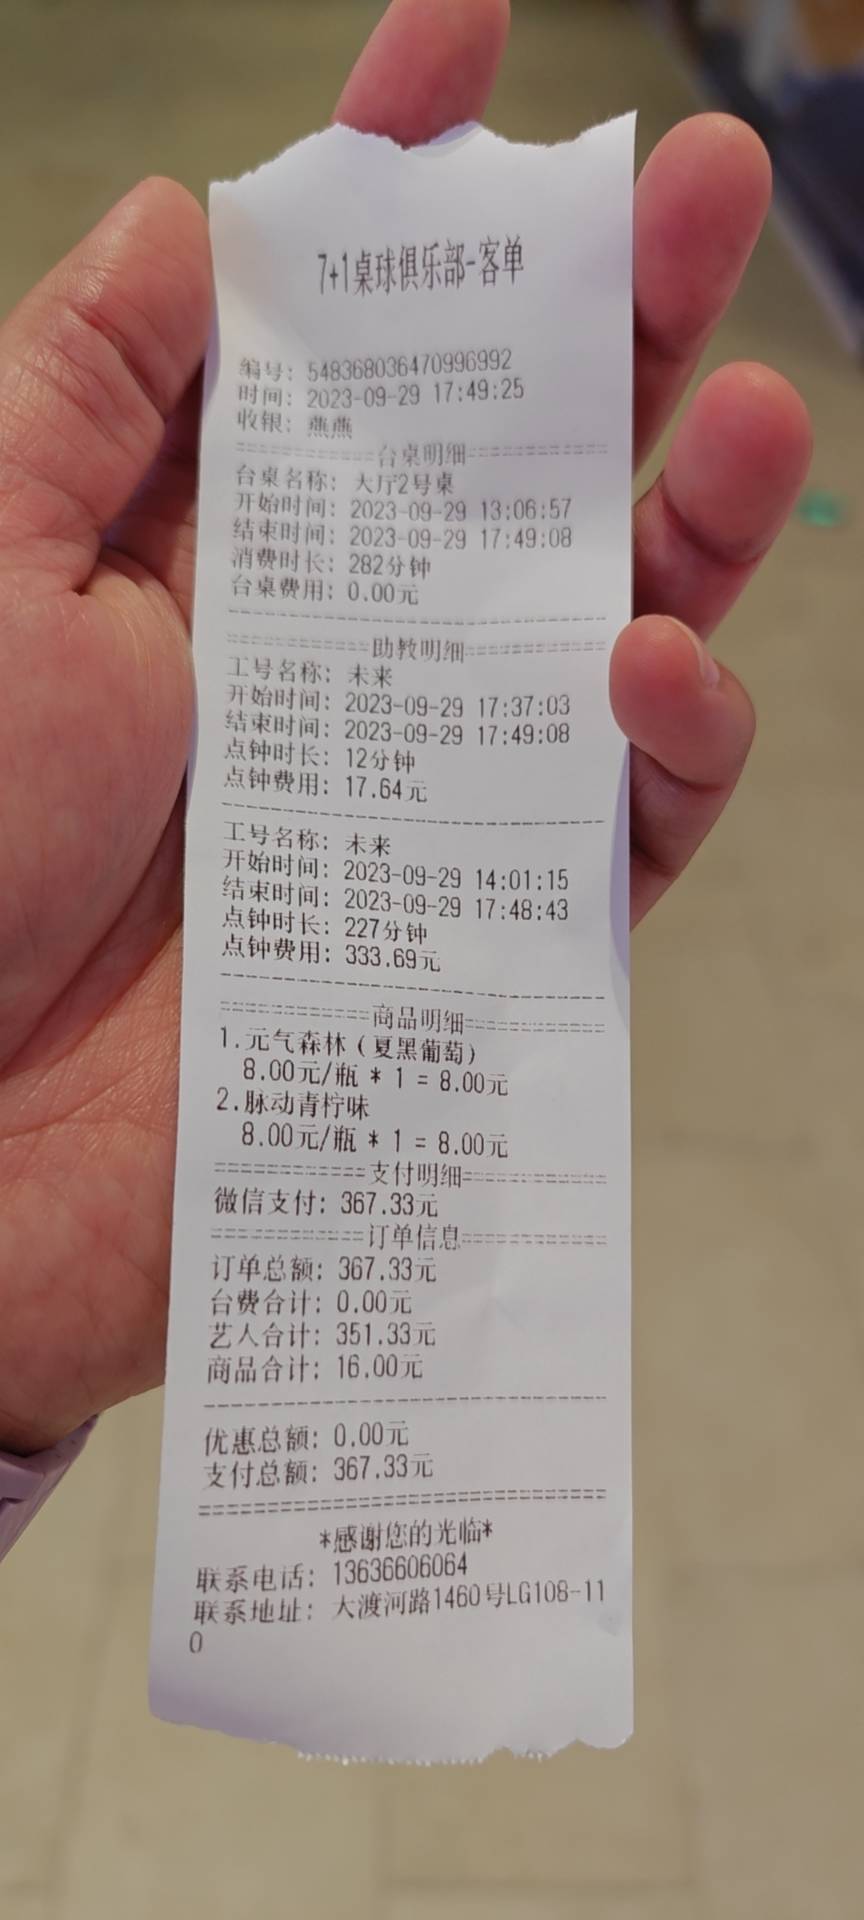 7+1桌球俱乐部-客单
编号: 548368036470996992
时间: 2023-09-29 17:49:25
收银: 燕燕
============台桌明细============
台桌名称: 大厅2号桌
开始时间: 2023-09-29 13:06:57
结束时间: 2023-09-29 17:49:08
消费时长: 282分钟
台桌费用: 0.00元
--------------------------------
============助教明细============
工号名称: 未来
开始时间: 2023-09-29 17:37:03
结束时间: 2023-09-29 17:49:08
点钟时长: 12分钟
点钟费用: 17.64元
--------------------------------
工号名称: 未来
开始时间: 2023-09-29 14:01:15
结束时间: 2023-09-29 17:48:43
点钟时长: 227分钟
点钟费用: 333.69元
--------------------------------
============商品明细============
1.元气森林(夏黑葡萄)
8.00元/瓶 * 1 = 8.00元
2.脉动青柠味
8.00元/瓶 * 1 = 8.00元
============支付明细============
微信支付: 367.33元
============订单信息============
订单总额: 367.33元
台费合计: 0.00元
艺人合计: 351.33元
商品合计: 16.00元
--------------------------------
优惠总额: 0.00元
支付总额: 367.33元
================================
*感谢您的光临*
联系电话: 13636606064
联系地址: 大渡河路1460号LG108-11
0